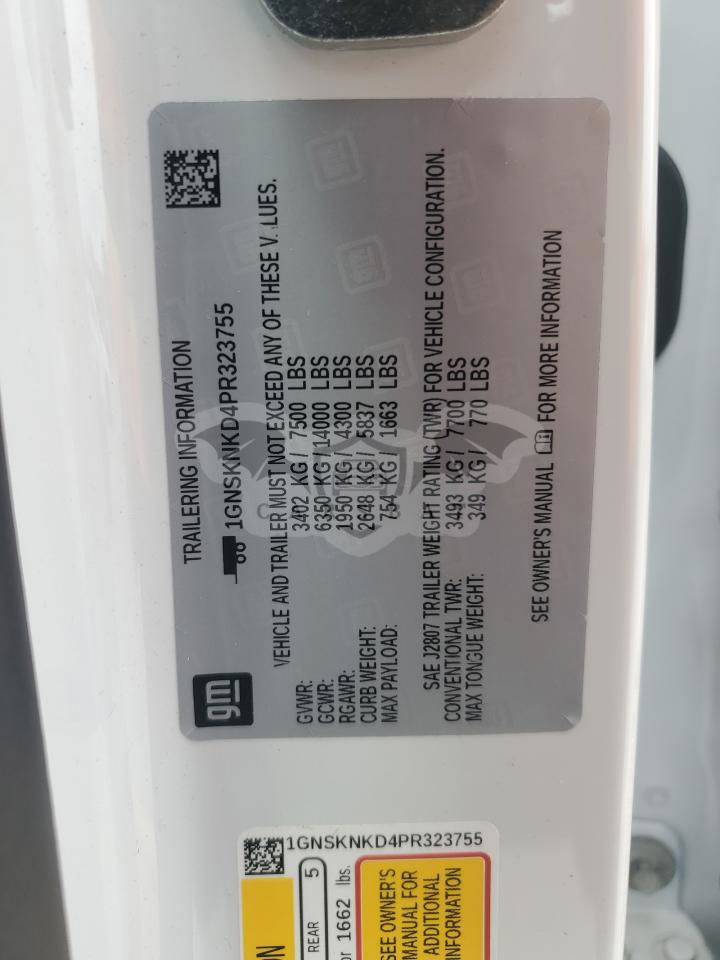 gm
TRAILERING INFORMATION
1GNSKNKD4PR323755
VEHICLE AND TRAILER MUST NOT EXCEED ANY OF THESE V. LUES.
GVWR: 3402 KG/ 7500 LBS
GCWR: 6350 KG/14000 LBS
RGAWR: 1950 KG/ 4300 LBS
CURB WEIGHT: 2648 KG/ 5837 LBS
MAX PAYLOAD: 754 KG/ 1663 LBS
SAE J2807 TRAILER WEIGHT RATING (TWR) FOR VEHICLE CONFIGURATION.
CONVENTIONAL TWR: 3493 KG/ 7700 LBS
MAX TONGUE WEIGHT: 349 KG/ 770 LBS
SEE OWNER'S MANUAL FOR MORE INFORMATION
1GNSKNKD4PR323755
REAR 5
or 1662 lbs.
SEE OWNER'S
MANUAL FOR
ADDITIONAL
INFORMATION